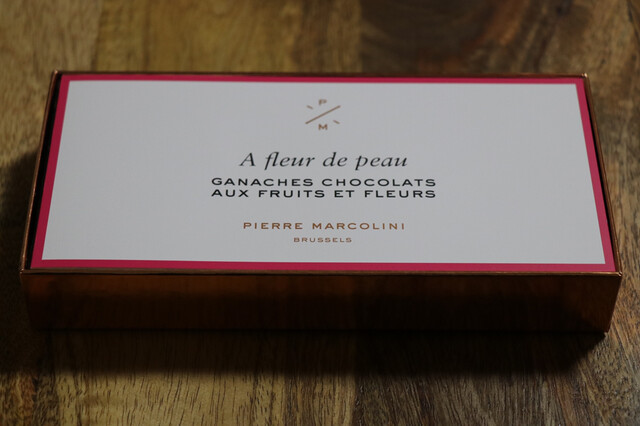 P
M
A fleur de peau
GANACHES CHOCOLATS
AUX FRUITS ET FLEURS
PIERRE MARCOLINI
BRUSSELS